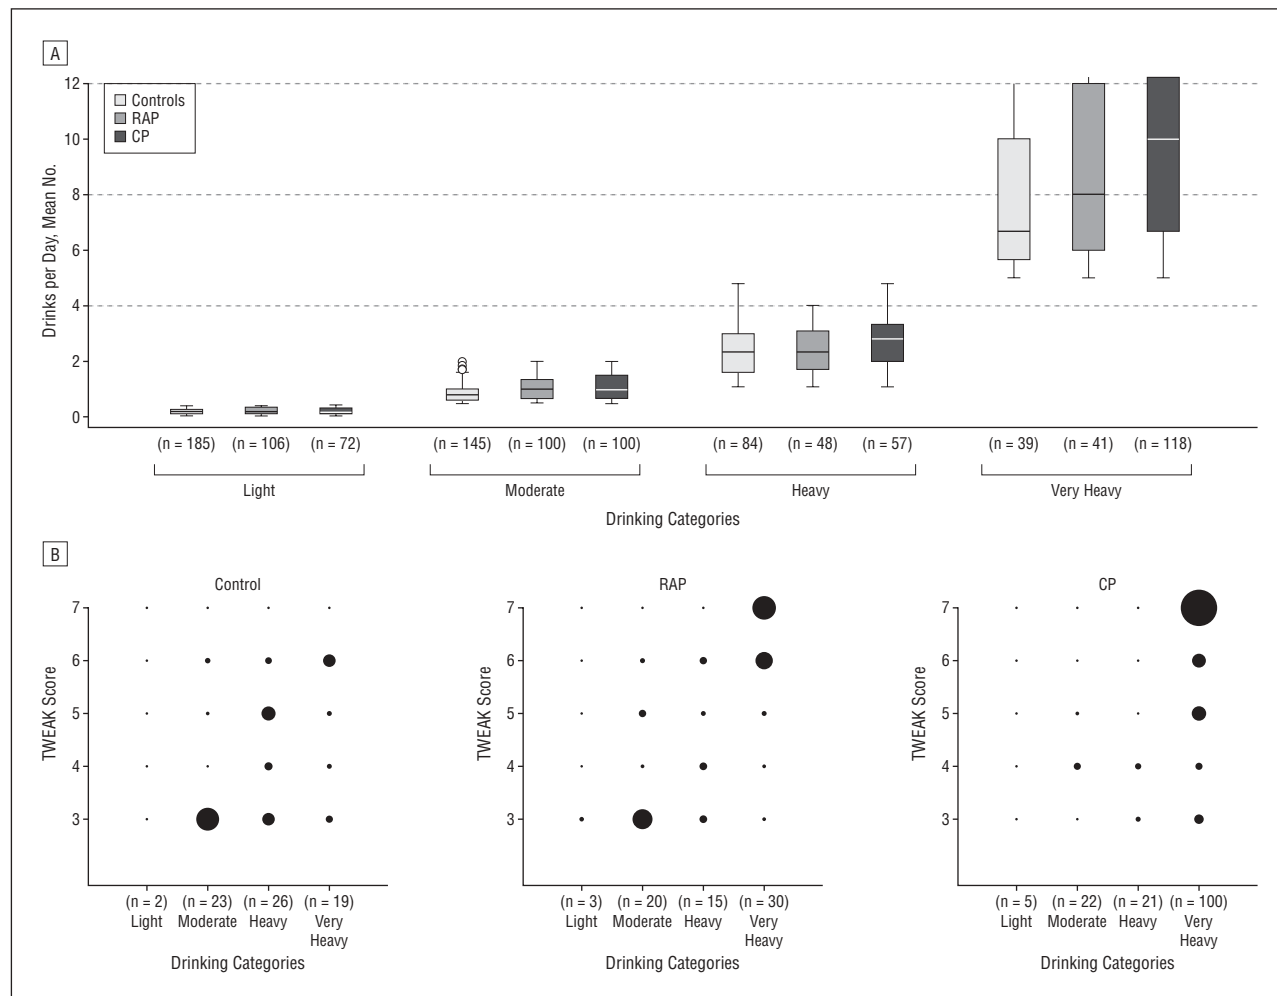 A
12
10
8
6
4
2
0
Drinks per Day, Mean No.
Controls
RAP
CP
(n = 185) (n = 106) (n = 72) (n = 145) (n = 100) (n = 100) (n = 84) (n = 48) (n = 57) (n = 39) (n = 41) (n = 118)
Light Moderate Heavy Very Heavy
Drinking Categories
B
Control
7
6
5
4
3
TWEAK Score
(n = 2) (n = 23) (n = 26) (n = 19)
Light Moderate Heavy Very
Heavy
Drinking Categories
RAP
7
6
5
4
3
TWEAK Score
(n = 3) (n = 20) (n = 15) (n = 30)
Light Moderate Heavy Very
Heavy
Drinking Categories
CP
7
6
5
4
3
TWEAK Score
(n = 5) (n = 22) (n = 21) (n = 100)
Light Moderate Heavy Very
Heavy
Drinking Categories